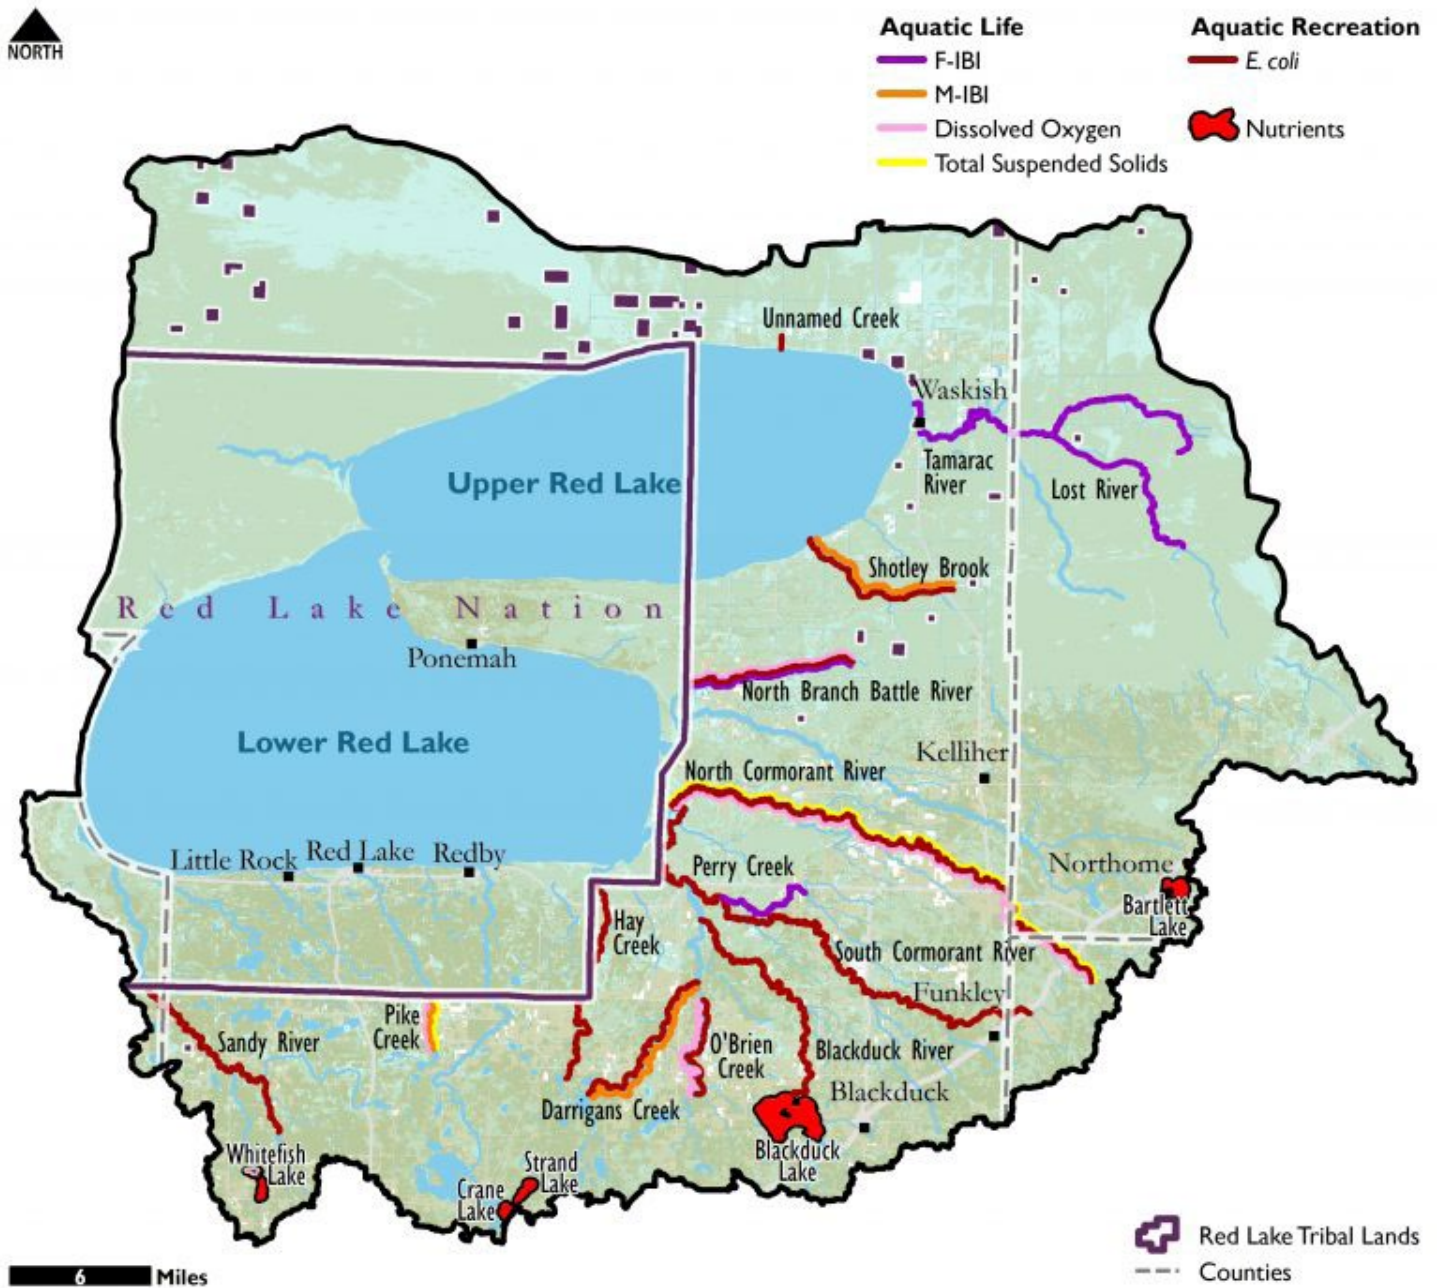 NORTH
Aquatic Life
F-IBI
M-IBI
Dissolved Oxygen
Total Suspended Solids
Aquatic Recreation
E. coli
Nutrients
Unnamed Creek
Waskish
Tamarac
River
Lost River
Upper Red Lake
Shotley Brook
Red Lake Nation
Ponemah
North Branch Battle River
Lower Red Lake
Kelliher
North Cormorant River
Little Rock
Red Lake
Redby
Perry Creek
Northome
Bartlett
Lake
Hay
Creek
South Cormorant River
Funkley
Pike
Creek
Sandy River
O'Brien
Creek
Blackduck River
Blackduck
Darrigans Creek
Whitefish
Lake
Strand
Lake
Crane
Lake
Blackduck
Lake
Red Lake Tribal Lands
Counties
6 Miles